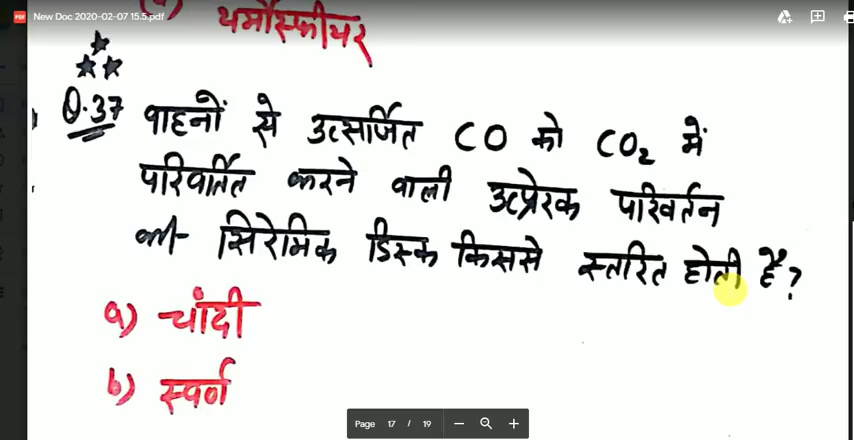 New Doc 2020-02-07 15.5.pdf
थर्मोस्फीयर
Q.37 वाहनों से उत्सर्जित CO को CO₂ में
परिवर्तित करने वाली उत्प्रेरक परिवर्तन
की सिरेमिक डिस्क किससे स्तरित होती हैं?
a) चांदी
b) स्वर्ण
Page 17 / 19